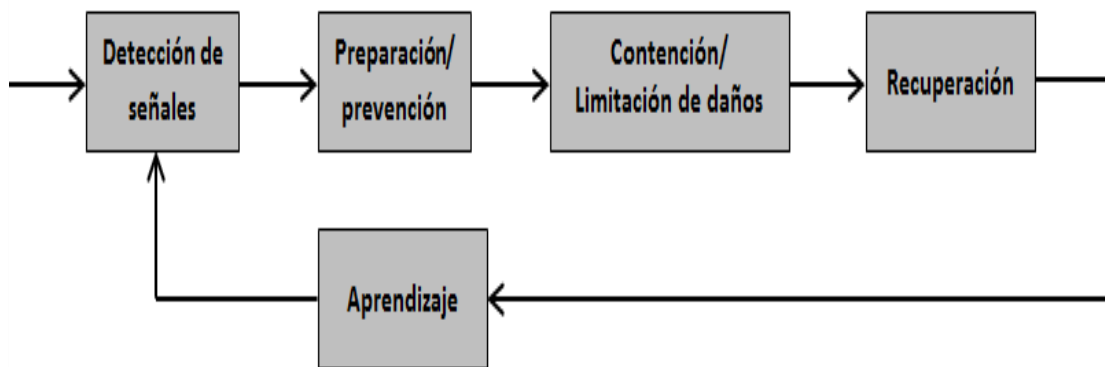 Detección de
señales
Preparación/
prevención
Contención/
Limitación de daños
Recuperación
Aprendizaje